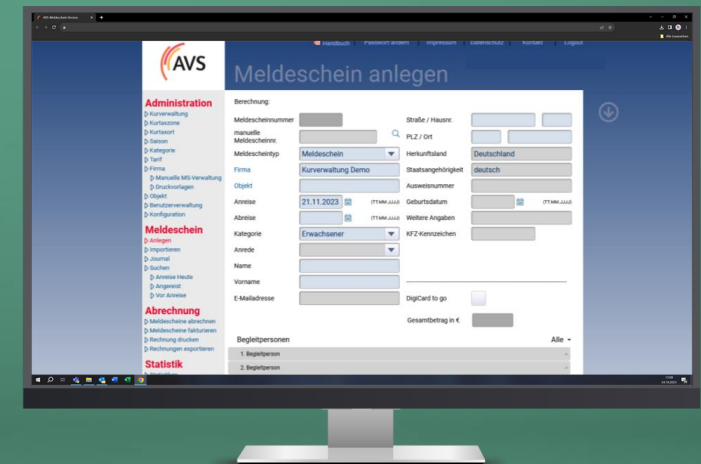 Handbuch
Passwort ändern
Impressum
Datenschutz
Kontakt
Logout
AVS
Meldeschein anlegen
Administration
Kurverwaltung
Kurtaxzone
Kurtaxort
Saison
Kategorie
Tarif
Firma
Manuelle MS-Verwaltung
Druckvorlagen
Objekt
Benutzerverwaltung
Konfiguration
Meldeschein
Anlegen
Importieren
Journal
Suchen
Anreise Heute
Angereist
Vor Anreise
Abrechnung
Meldescheine abrechnen
Meldescheine fakturieren
Rechnung drucken
Rechnungen exportieren
Statistik
Berechnung:
Meldescheinnummer
manuelle
Meldescheinnr.
Meldescheintyp Meldeschein
Firma Kurverwaltung Demo
Objekt
Anreise 21.11.2023 (TT.MM.JJJJ)
Abreise (TT.MM.JJJJ)
Kategorie Erwachsener
Anrede
Name
Vorname
E-Mailadresse
Straße / Hausnr.
PLZ / Ort
Herkunftsland Deutschland
Staatsangehörigkeit deutsch
Ausweisnummer
Geburtsdatum (TT.MM.JJJJ)
Weitere Angaben
KFZ-Kennzeichen
DigiCard to go
Gesamtbetrag in €
Begleitpersonen Alle
1. Begleitperson
2. Begleitperson